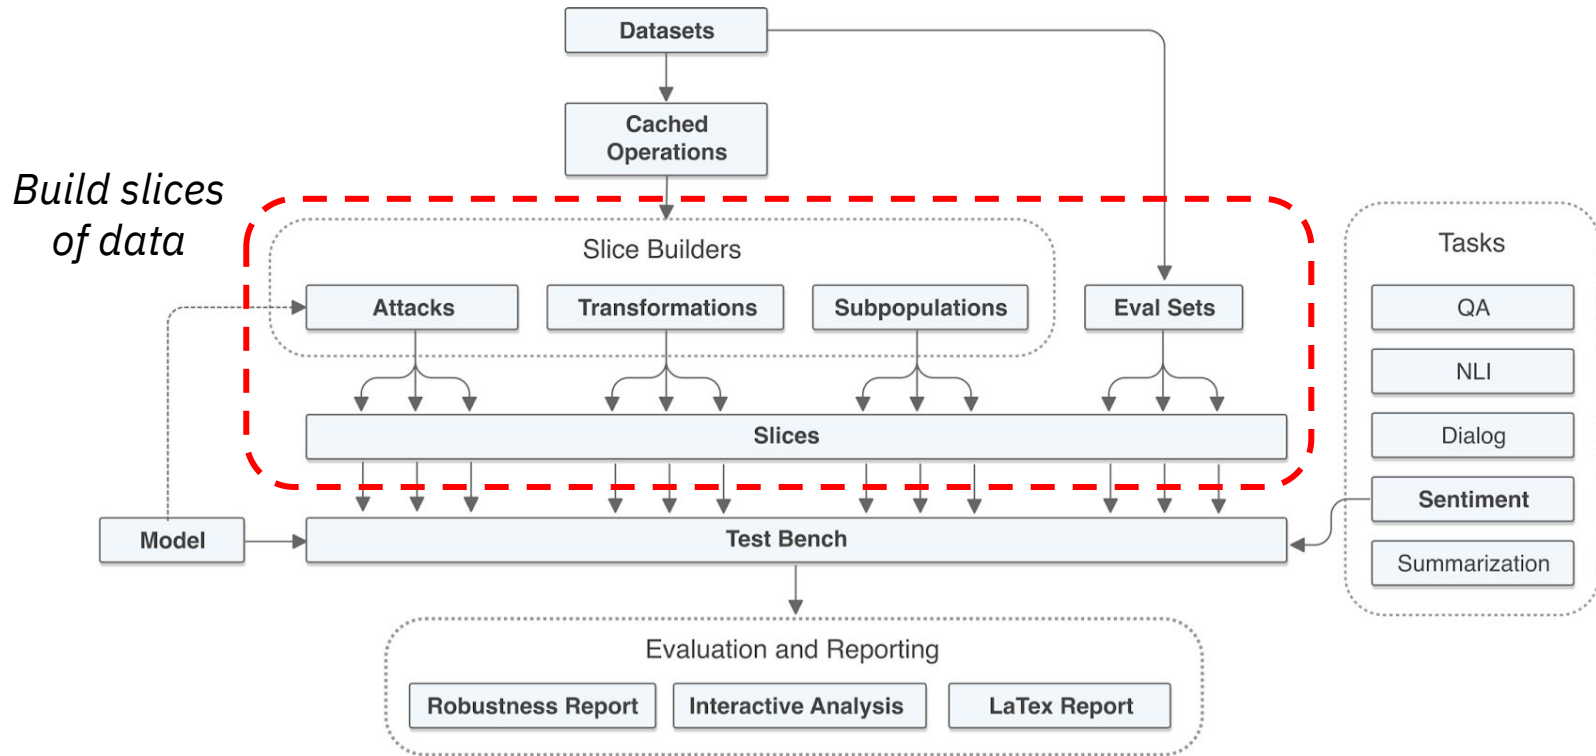 Datasets
Cached
Operations
Build slices
of data
Slice Builders
Attacks
Transformations
Subpopulations
Eval Sets
Slices
Model
Test Bench
Tasks
QA
NLI
Dialog
Sentiment
Summarization
Evaluation and Reporting
Robustness Report
Interactive Analysis
LaTex Report